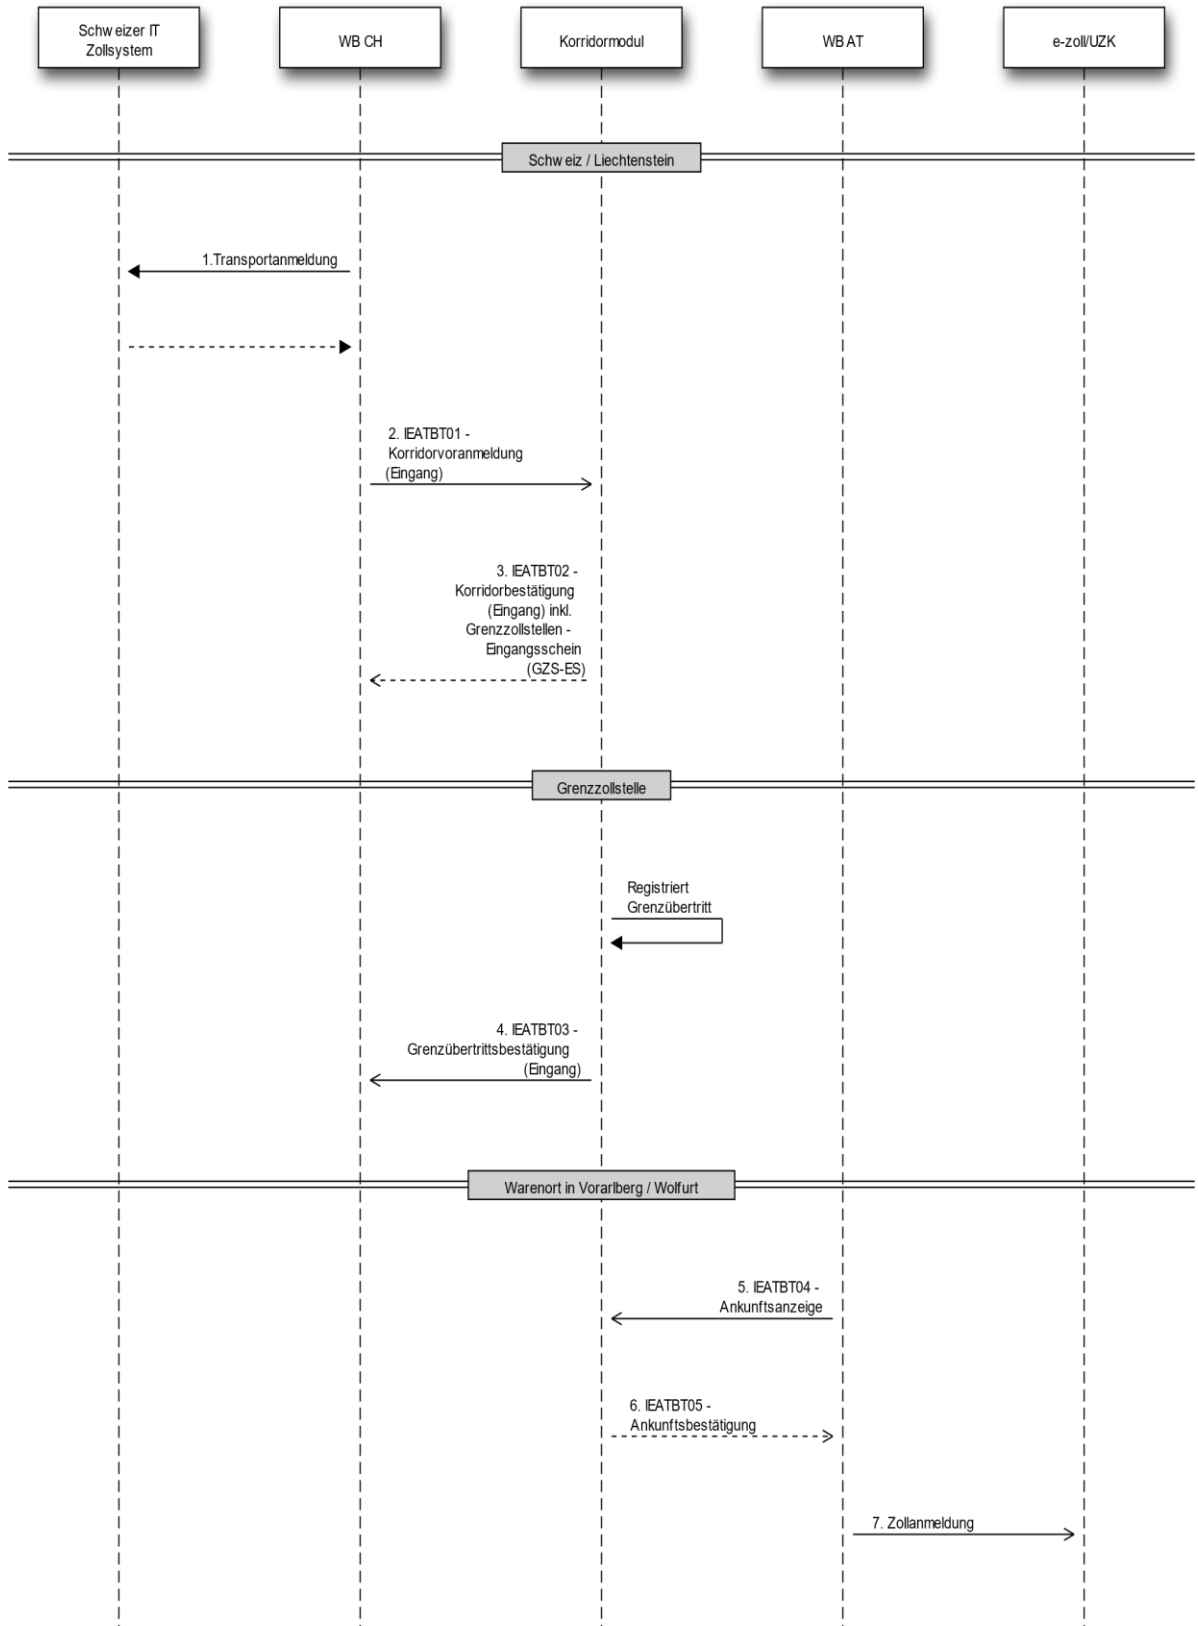 Schweizer IT
Zollsystem
WB CH
Korridormodul
WB AT
e-zoll/UZK
Schweiz / Liechtenstein
1.Transportanmeldung
2. IEATBT01 -
Korridorvoranmeldung
(Eingang)
3. IEATBT02 -
Korridorbestätigung
(Eingang) inkl.
Grenzzollstellen -
Eingangsschein
(GZS-ES)
Grenzzollstelle
Registriert
Grenzübertritt
4. IEATBT03 -
Grenzübertrittsbestätigung
(Eingang)
Warenort in Vorarlberg / Wolfurt
5. IEATBT04 -
Ankunftsanzeige
6. IEATBT05 -
Ankunftsbestätigung
7. Zollanmeldung